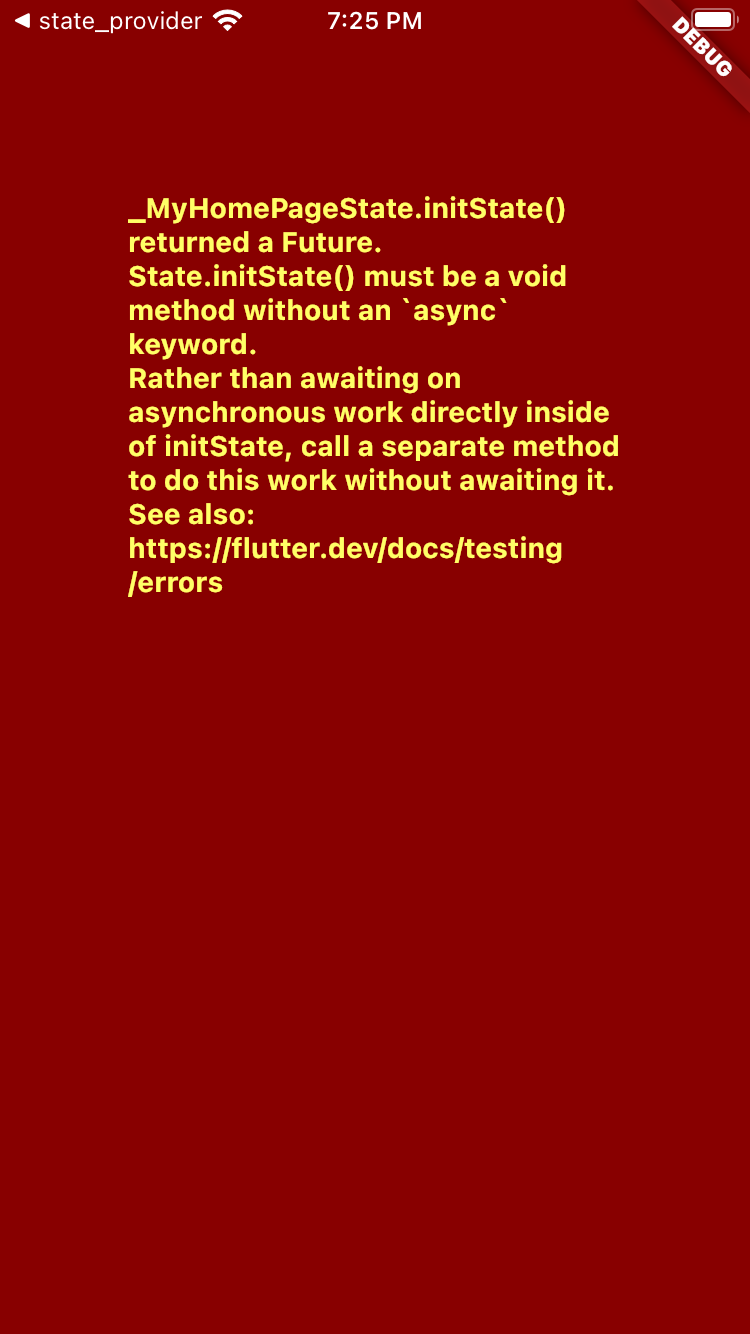 ◀ state_provider 7:25 PM
DEBUG
_MyHomePageState.initState()
returned a Future.
State.initState() must be a void
method without an `async`
keyword.
Rather than awaiting on
asynchronous work directly inside
of initState, call a separate method
to do this work without awaiting it.
See also:
https://flutter.dev/docs/testing
/errors